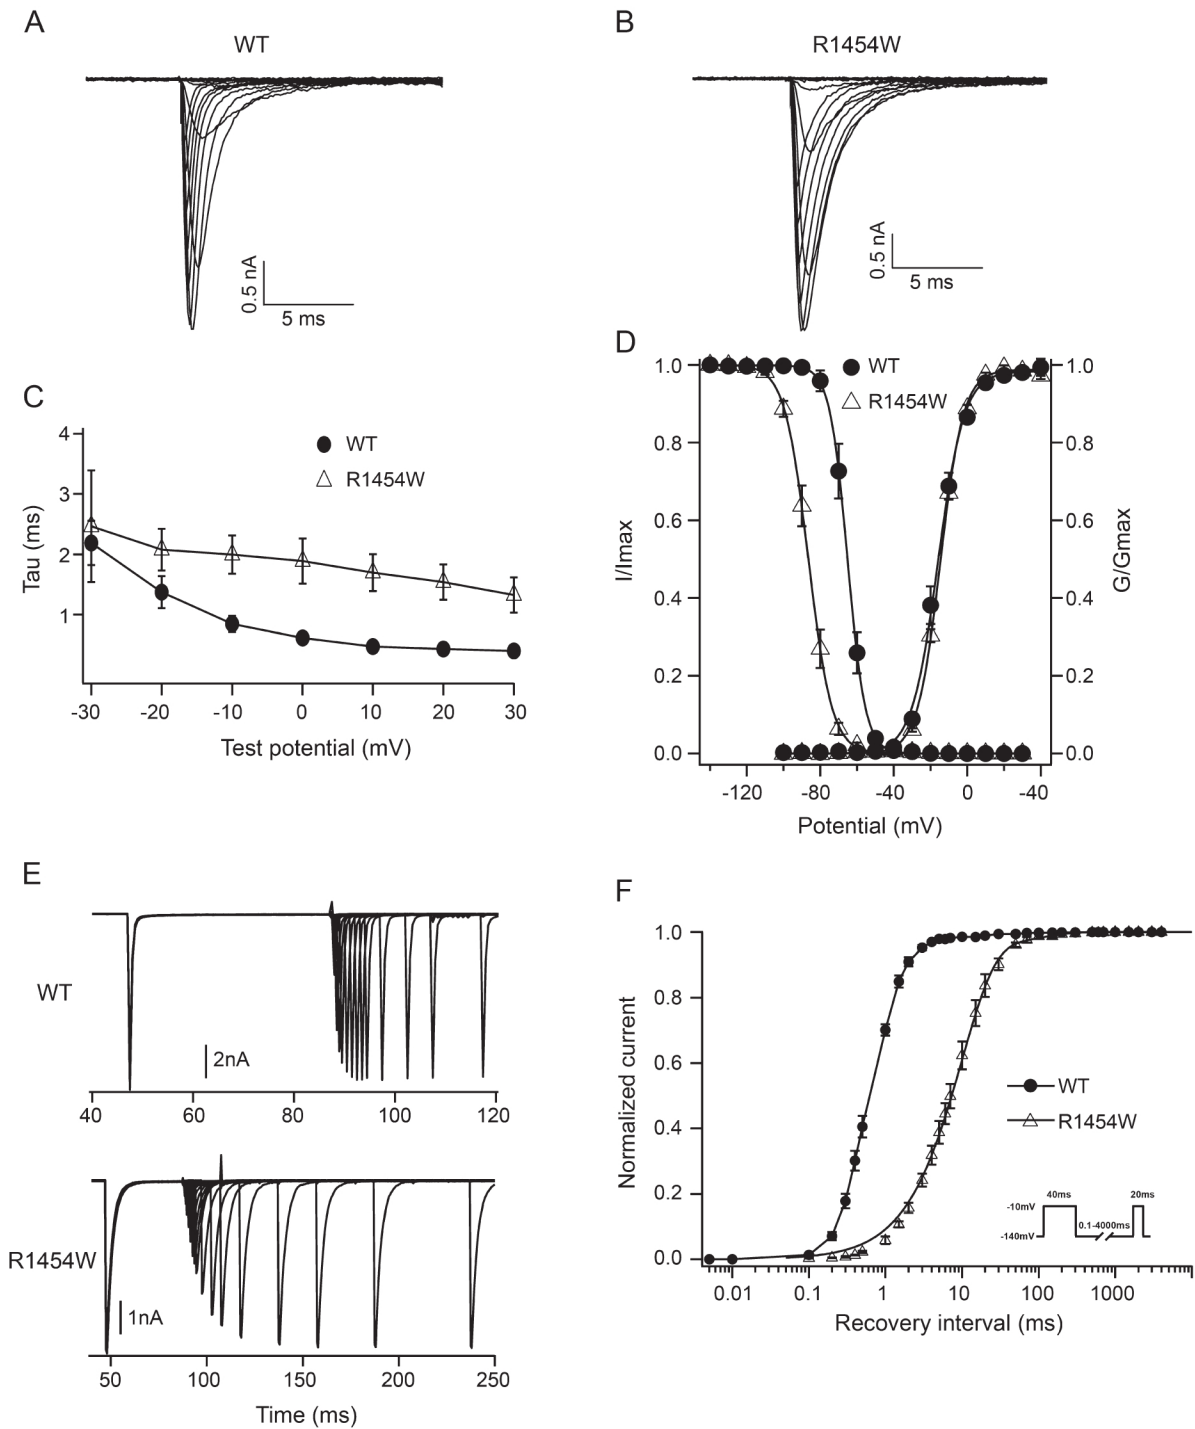 A
WT
0.5 nA
5 ms
B
R1454W
0.5 nA
5 ms
C
4
3
2
1
Tau (ms)
WT
R1454W
-30 -20 -10 0 10 20 30
Test potential (mV)
D
1.0
0.8
0.6
0.4
0.2
0.0
I/Imax
WT
R1454W
1.0
0.8
0.6
0.4
0.2
0.0
G/Gmax
-120 -80 -40 0 -40
Potential (mV)
E
WT
2nA
40 60 80 100 120
R1454W
1nA
50 100 150 200 250
Time (ms)
F
1.0
0.8
0.6
0.4
0.2
0.0
Normalized current
WT
R1454W
40ms 20ms
-10mV
0.1-4000ms
-140mV
0.01 0.1 1 10 100 1000
Recovery interval (ms)